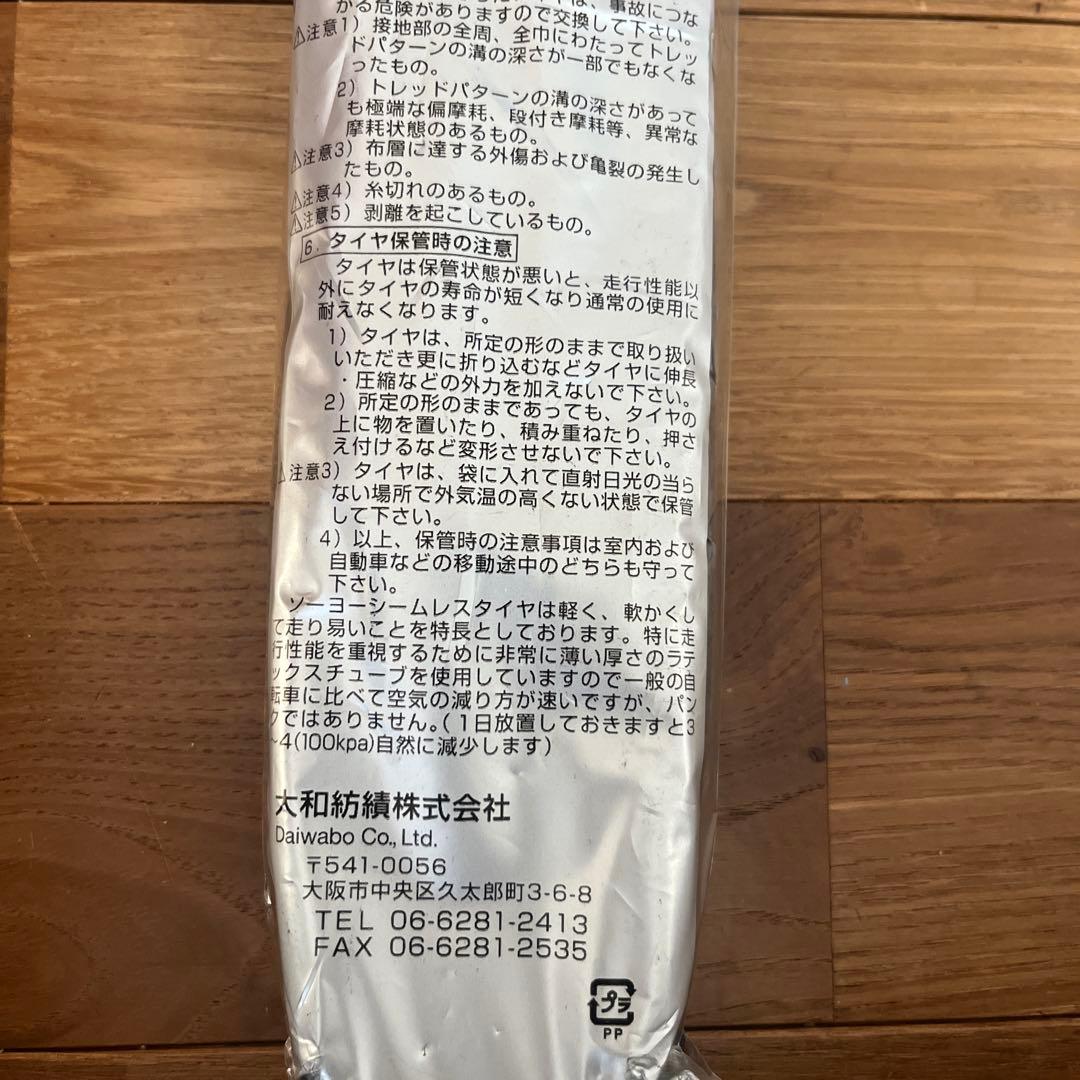 は、事故につな
がる危険がありますので交換して下さい。
⚠注意1）接地部の全周、全巾にわたってトレッ
ドパターンの溝の深さが一部でもなくな
ったもの。
2）トレッドパターンの溝の深さがあって
も極端な偏摩耗、段付き摩耗等、異常な
摩耗状態のあるもの。
⚠注意3）布層に達する外傷および亀裂の発生し
たもの。
⚠注意4）糸切れのあるもの。
⚠注意5）剥離を起こしているもの。
6．タイヤ保管時の注意
タイヤは保管状態が悪いと、走行性能以
外にタイヤの寿命が短くなり通常の使用に
耐えなくなります。
1）タイヤは、所定の形のままで取り扱い
いただき更に折り込むなどタイヤに伸長
・圧縮などの外力を加えないで下さい。
2）所定の形のままであっても、タイヤの
上に物を置いたり、積み重ねたり、押さ
え付けるなど変形させないで下さい。
⚠注意3）タイヤは、袋に入れて直射日光の当ら
ない場所で外気温の高くない状態で保管
して下さい。
4）以上、保管時の注意事項は室内および
自動車などの移動途中のどちらも守って
下さい。
ソーヨーシームレスタイヤは軽く、軟かくし
て走り易いことを特長としております。特に走
行性能を重視するために非常に薄い厚さのラテ
ックスチューブを使用していますので一般の自
転車に比べて空気の減り方が速いですが、パン
クではありません。（1日放置しておきますと3
～4(100kpa)自然に減少します）
大和紡績株式会社
Daiwabo Co., Ltd.
〒541-0056
大阪市中央区久太郎町3-6-8
TEL 06-6281-2413
FAX 06-6281-2535
プラ
PP